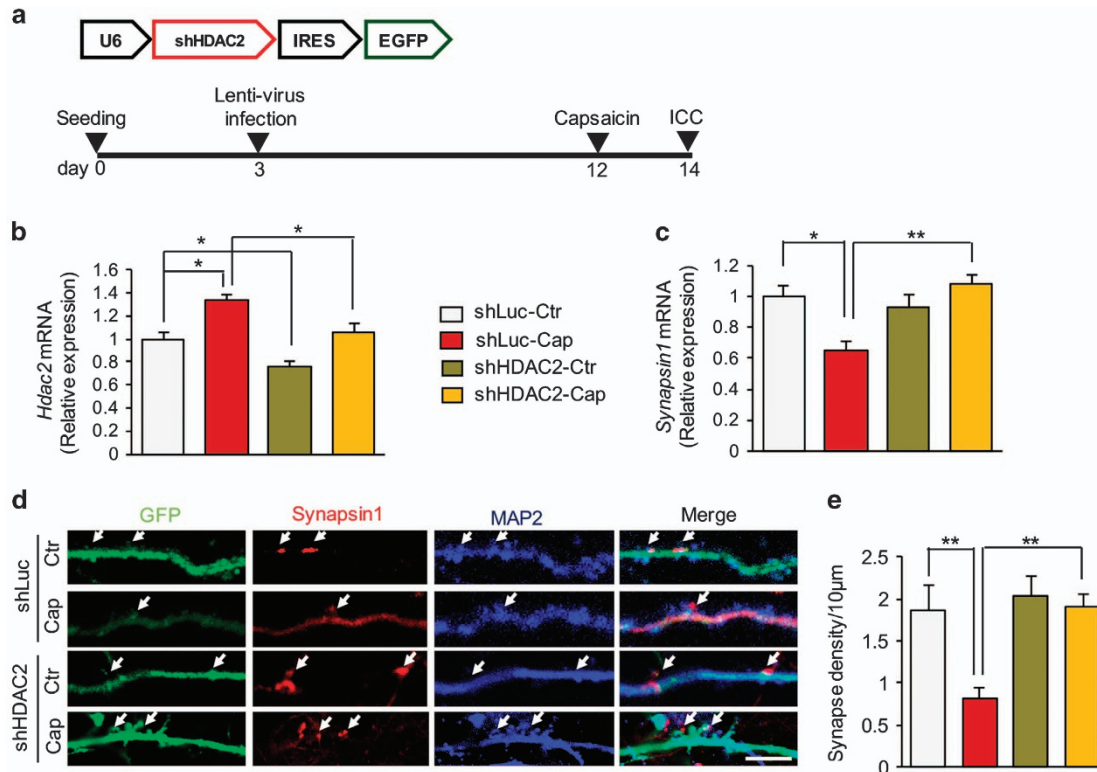 a
U6 shHDAC2 IRES EGFP
Lenti-virus
infection
Seeding Capsaicin ICC
day 0 3 12 14
b
* * * *
1.6
1.4
1.2
1
0.8
0.6
0.4
0.2
0
Hdac2 mRNA
(Relative expression)
shLuc-Ctr
shLuc-Cap
shHDAC2-Ctr
shHDAC2-Cap
c
* **
1.2
1
0.8
0.6
0.4
0.2
0
Synapsin1 mRNA
(Relative expression)
d
GFP Synapsin1 MAP2 Merge
shLuc
Ctr
Cap
shHDAC2
Ctr
Cap
e
** **
2.5
2
1.5
1
0.5
0
Synapse density/10µm